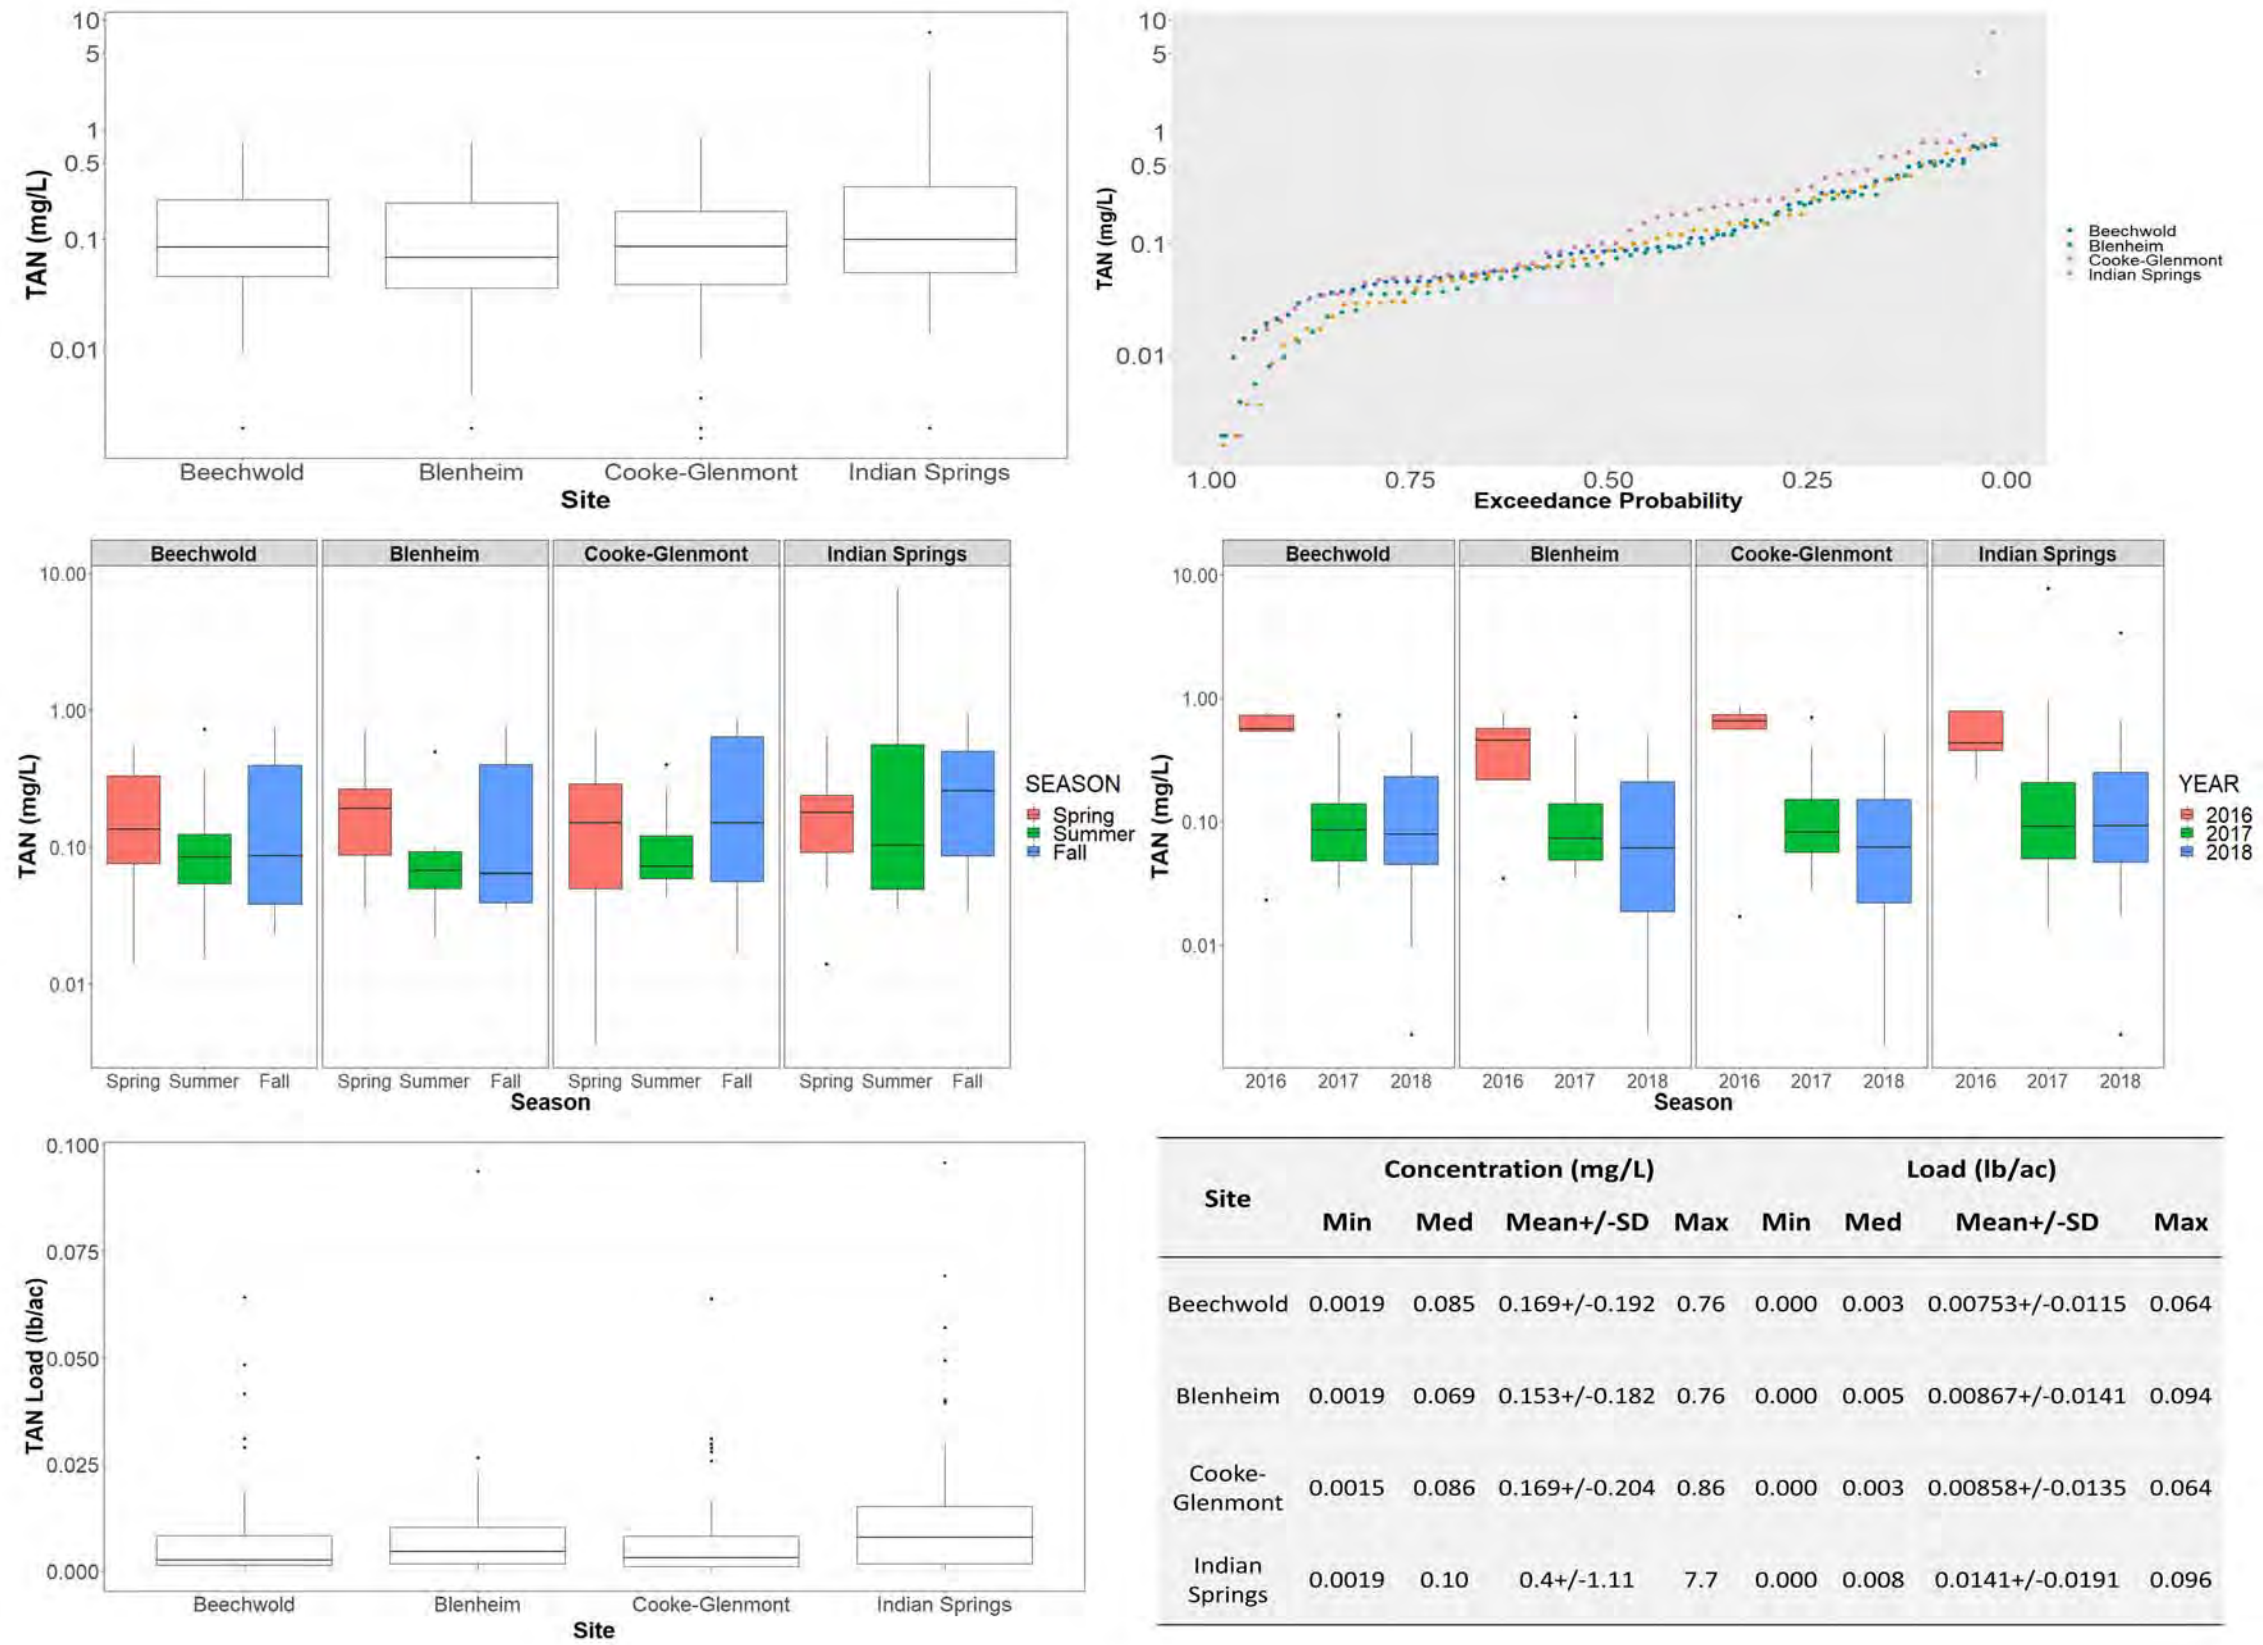 10
5
1
0.5
0.1
0.01
TAN (mg/L)
Beechwold Blenheim Cooke-Glenmont Indian Springs
Site
10
5
1
0.5
0.1
0.01
TAN (mg/L)
1.00 0.75 0.50 0.25 0.00
Exceedance Probability
Beechwold
Blenheim
Cooke-Glenmont
Indian Springs
Beechwold Blenheim Cooke-Glenmont Indian Springs
10.00
1.00
0.10
0.01
TAN (mg/L)
Spring Summer Fall Spring Summer Fall Spring Summer Fall Spring Summer Fall
Season
SEASON
Spring
Summer
Fall
Beechwold Blenheim Cooke-Glenmont Indian Springs
10.00
1.00
0.10
0.01
TAN (mg/L)
2016 2017 2018 2016 2017 2018 2016 2017 2018 2016 2017 2018
Season
YEAR
2016
2017
2018
0.100
0.075
0.050
0.025
0.000
TAN Load (lb/ac)
Beechwold Blenheim Cooke-Glenmont Indian Springs
Site
Concentration (mg/L) Load (lb/ac)
Site
Min Med Mean+/-SD Max Min Med Mean+/-SD Max
Beechwold 0.0019 0.085 0.169+/-0.192 0.76 0.000 0.003 0.00753+/-0.0115 0.064
Blenheim 0.0019 0.069 0.153+/-0.182 0.76 0.000 0.005 0.00867+/-0.0141 0.094
Cooke-
Glenmont 0.0015 0.086 0.169+/-0.204 0.86 0.000 0.003 0.00858+/-0.0135 0.064
Indian
Springs 0.0019 0.10 0.4+/-1.11 7.7 0.000 0.008 0.0141+/-0.0191 0.096